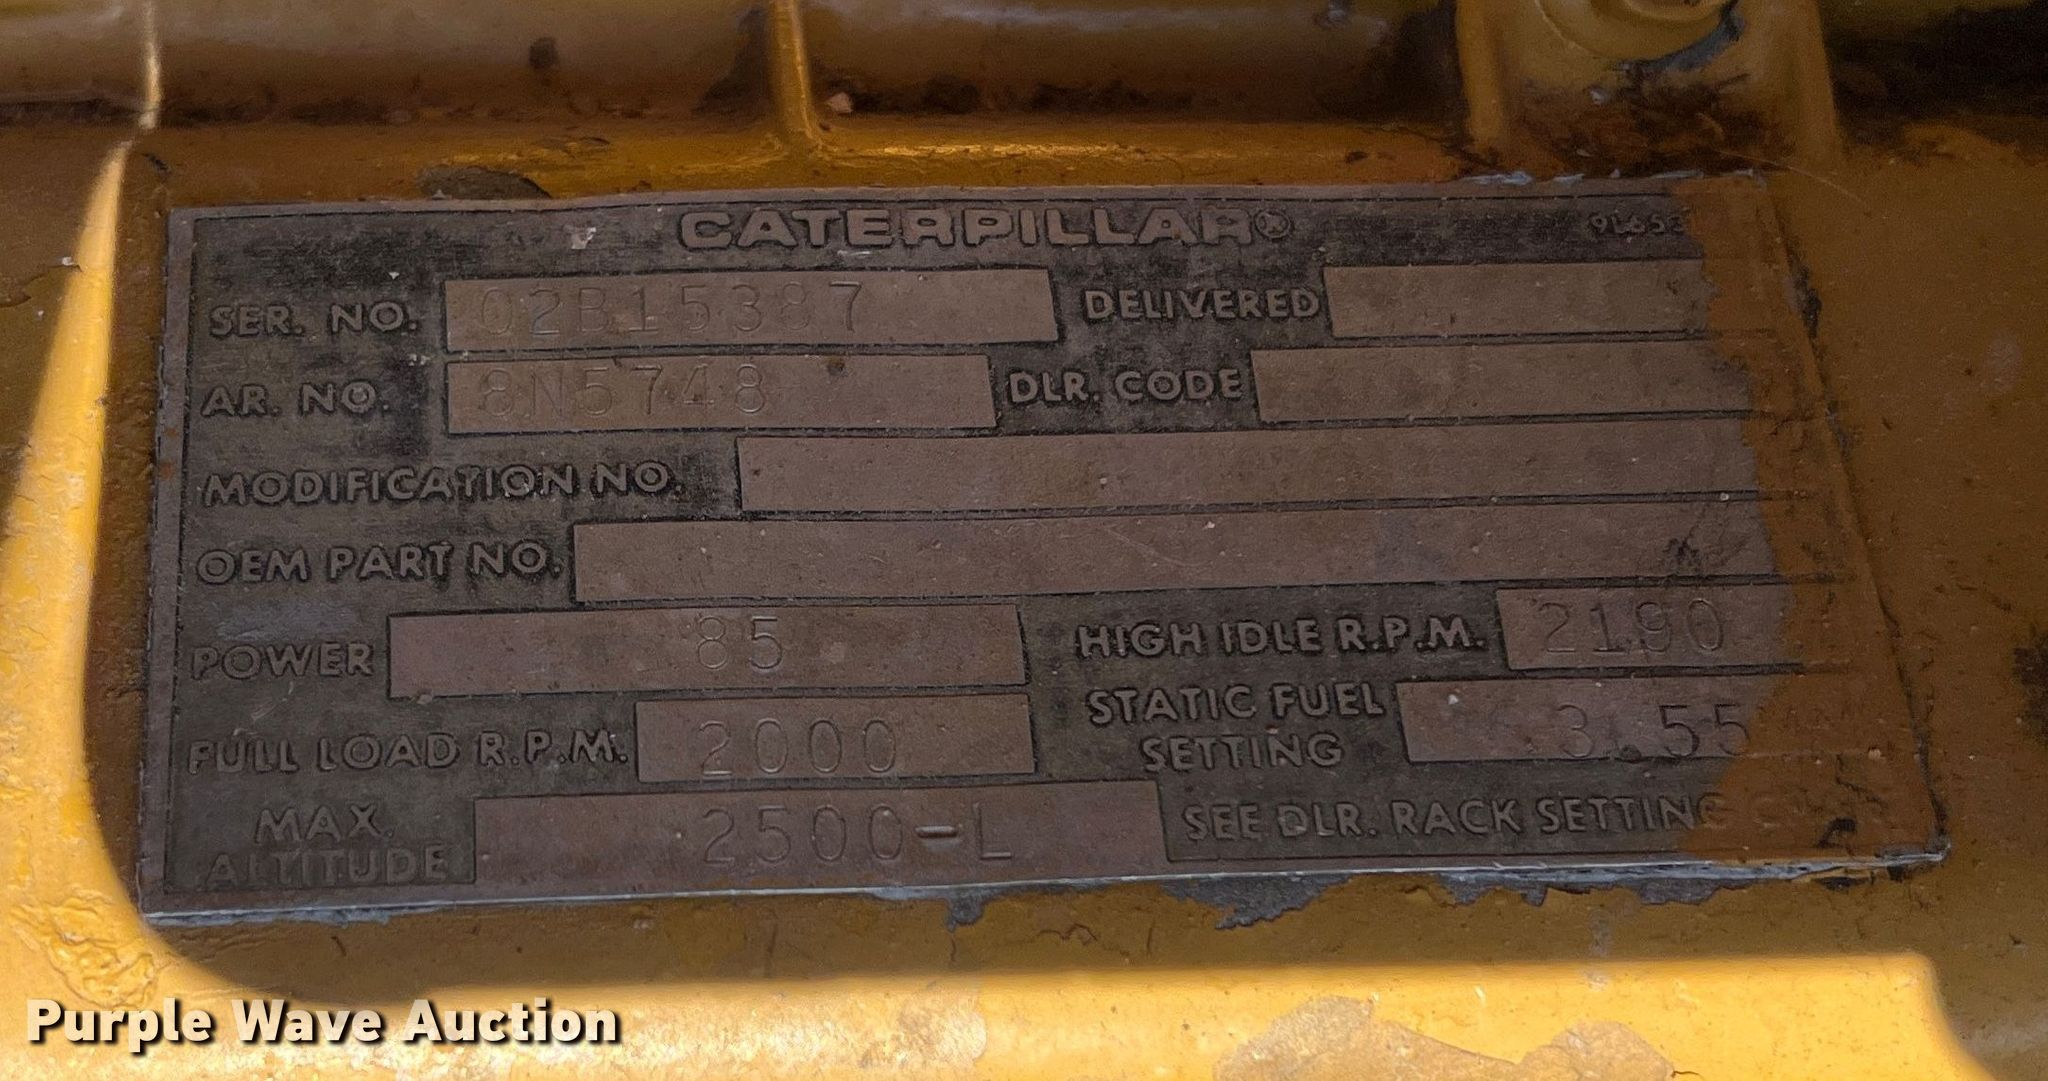 CATERPILLAR® 9L653
SER. NO. 02B15387 DELIVERED
AR. NO. 8N5748 DLR. CODE
MODIFICATION NO.
OEM PART NO.
POWER 85 HIGH IDLE R.P.M. 2190
FULL LOAD R.P.M. 2000 STATIC FUEL SETTING 3.55
MAX. ALTITUDE 2500-L SEE DLR. RACK SETTING
Purple Wave Auction